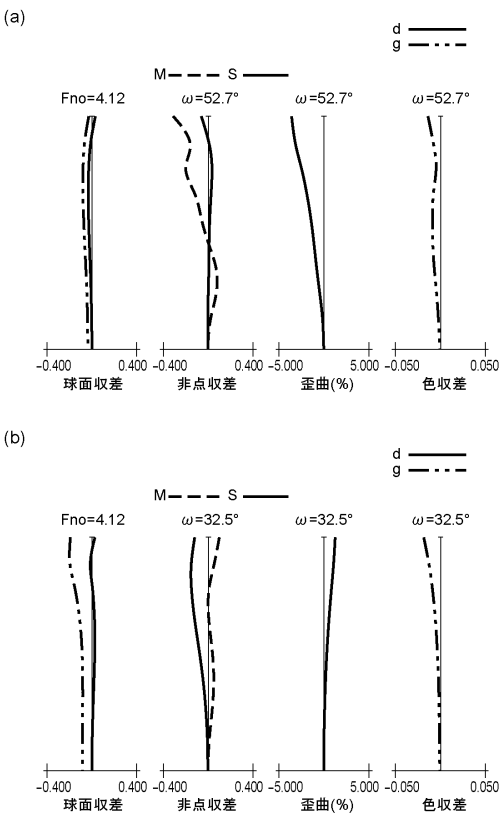 (a)
d
g
M S
Fno=4.12 ω=52.7° ω=52.7° ω=52.7°
-0.400 0.400 -0.400 0.400 -5.000 5.000 -0.050 0.050
球面収差 非点収差 歪曲(%) 色収差
(b)
d
g
M S
Fno=4.12 ω=32.5° ω=32.5° ω=32.5°
-0.400 0.400 -0.400 0.400 -5.000 5.000 -0.050 0.050
球面収差 非点収差 歪曲(%) 色収差